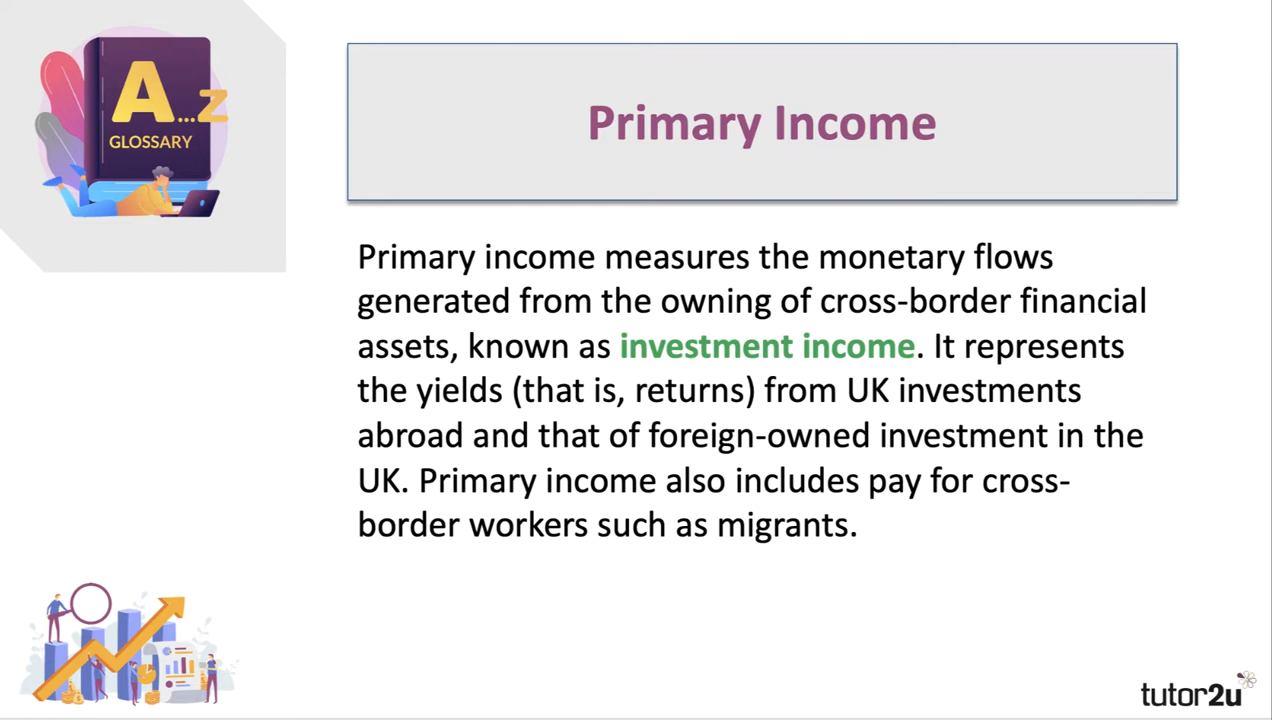 A...Z
GLOSSARY
Primary Income
Primary income measures the monetary flows
generated from the owning of cross-border financial
assets, known as investment income. It represents
the yields (that is, returns) from UK investments
abroad and that of foreign-owned investment in the
UK. Primary income also includes pay for cross-
border workers such as migrants.
tutor2u